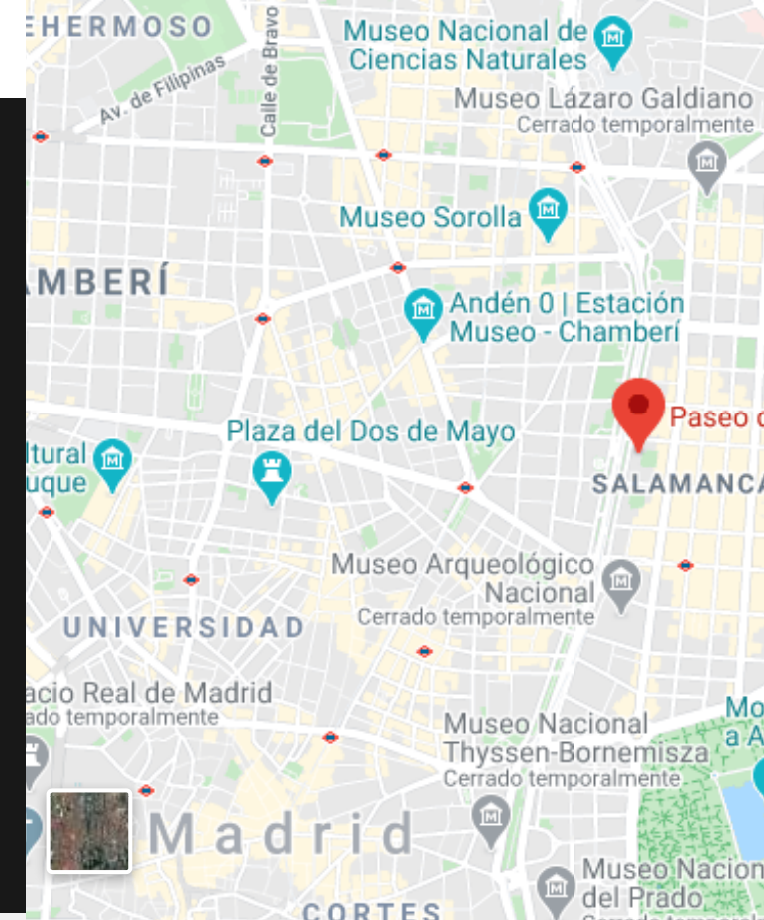 EHERMOSO
Museo Nacional de
Ciencias Naturales
Calle de Bravo
Av. de Filipinas
Museo Lázaro Galdiano
Cerrado temporalmente
Museo Sorolla
AMBERÍ
Andén 0 | Estación
Museo - Chamberí
Paseo
Plaza del Dos de Mayo
ltural
uque
SALAMANCA
Museo Arqueológico
Nacional
Cerrado temporalmente
UNIVERSIDAD
acio Real de Madrid
ado temporalmente
Museo Nacional
Thyssen-Bornemisza
Cerrado temporalmente
Mo
a A
Madrid
Museo Nacion
del Prado
CORTES